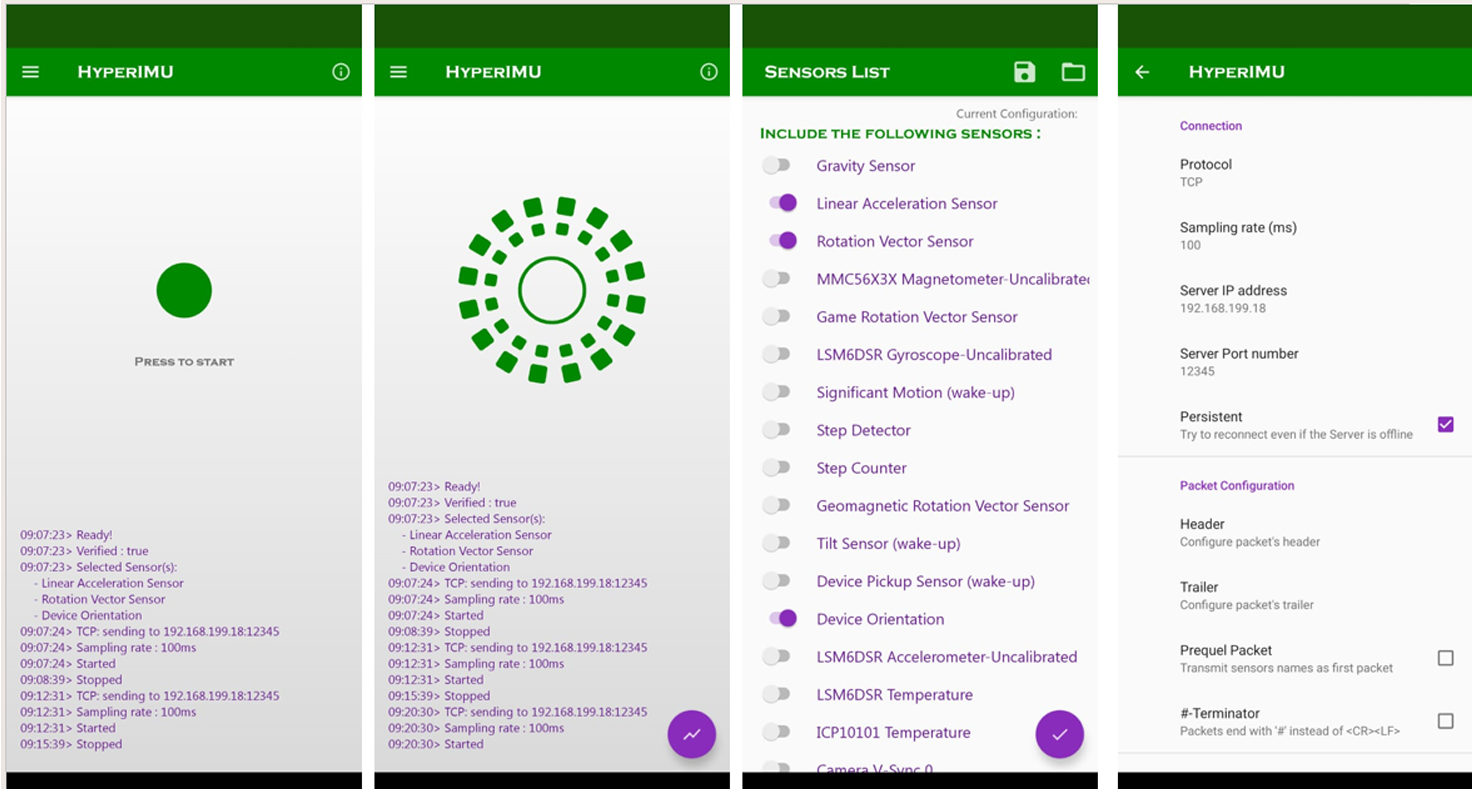 HyperIMU
Press to start
09:07:23> Ready!
09:07:23> Verified : true
09:07:23> Selected Sensor(s):
- Linear Acceleration Sensor
- Rotation Vector Sensor
- Device Orientation
09:07:24> TCP: sending to 192.168.199.18:12345
09:07:24> Sampling rate : 100ms
09:07:24> Started
09:08:39> Stopped
09:12:31> TCP: sending to 192.168.199.18:12345
09:12:31> Sampling rate : 100ms
09:12:31> Started
09:15:39> Stopped
HyperIMU
09:07:23> Ready!
09:07:23> Verified : true
09:07:23> Selected Sensor(s):
- Linear Acceleration Sensor
- Rotation Vector Sensor
- Device Orientation
09:07:24> TCP: sending to 192.168.199.18:12345
09:07:24> Sampling rate : 100ms
09:07:24> Started
09:08:39> Stopped
09:12:31> TCP: sending to 192.168.199.18:12345
09:12:31> Sampling rate : 100ms
09:12:31> Started
09:15:39> Stopped
09:20:30> TCP: sending to 192.168.199.18:12345
09:20:30> Sampling rate : 100ms
09:20:30> Started
Sensors List
Current Configuration:
Include the following sensors :
Gravity Sensor
Linear Acceleration Sensor
Rotation Vector Sensor
MMC56X3X Magnetometer-Uncalibrated
Game Rotation Vector Sensor
LSM6DSR Gyroscope-Uncalibrated
Significant Motion (wake-up)
Step Detector
Step Counter
Geomagnetic Rotation Vector Sensor
Tilt Sensor (wake-up)
Device Pickup Sensor (wake-up)
Device Orientation
LSM6DSR Accelerometer-Uncalibrated
LSM6DSR Temperature
ICP10101 Temperature
Camera V-Sync 0
HyperIMU
Connection
Protocol
TCP
Sampling rate (ms)
100
Server IP address
192.168.199.18
Server Port number
12345
Persistent
Try to reconnect even if the Server is offline
Packet Configuration
Header
Configure packet's header
Trailer
Configure packet's trailer
Prequel Packet
Transmit sensors names as first packet
#-Terminator
Packets end with '#' instead of <CR><LF>